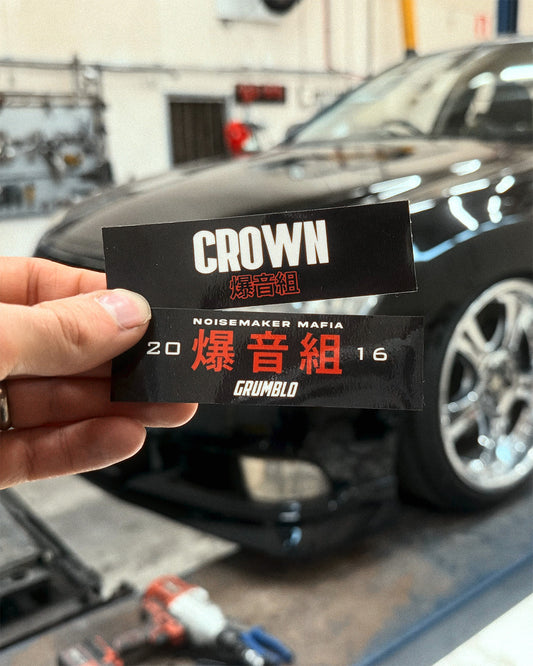 CROWN
爆音組
NOISEMAKER MAFIA
20 爆音組 16
GRUMBLO